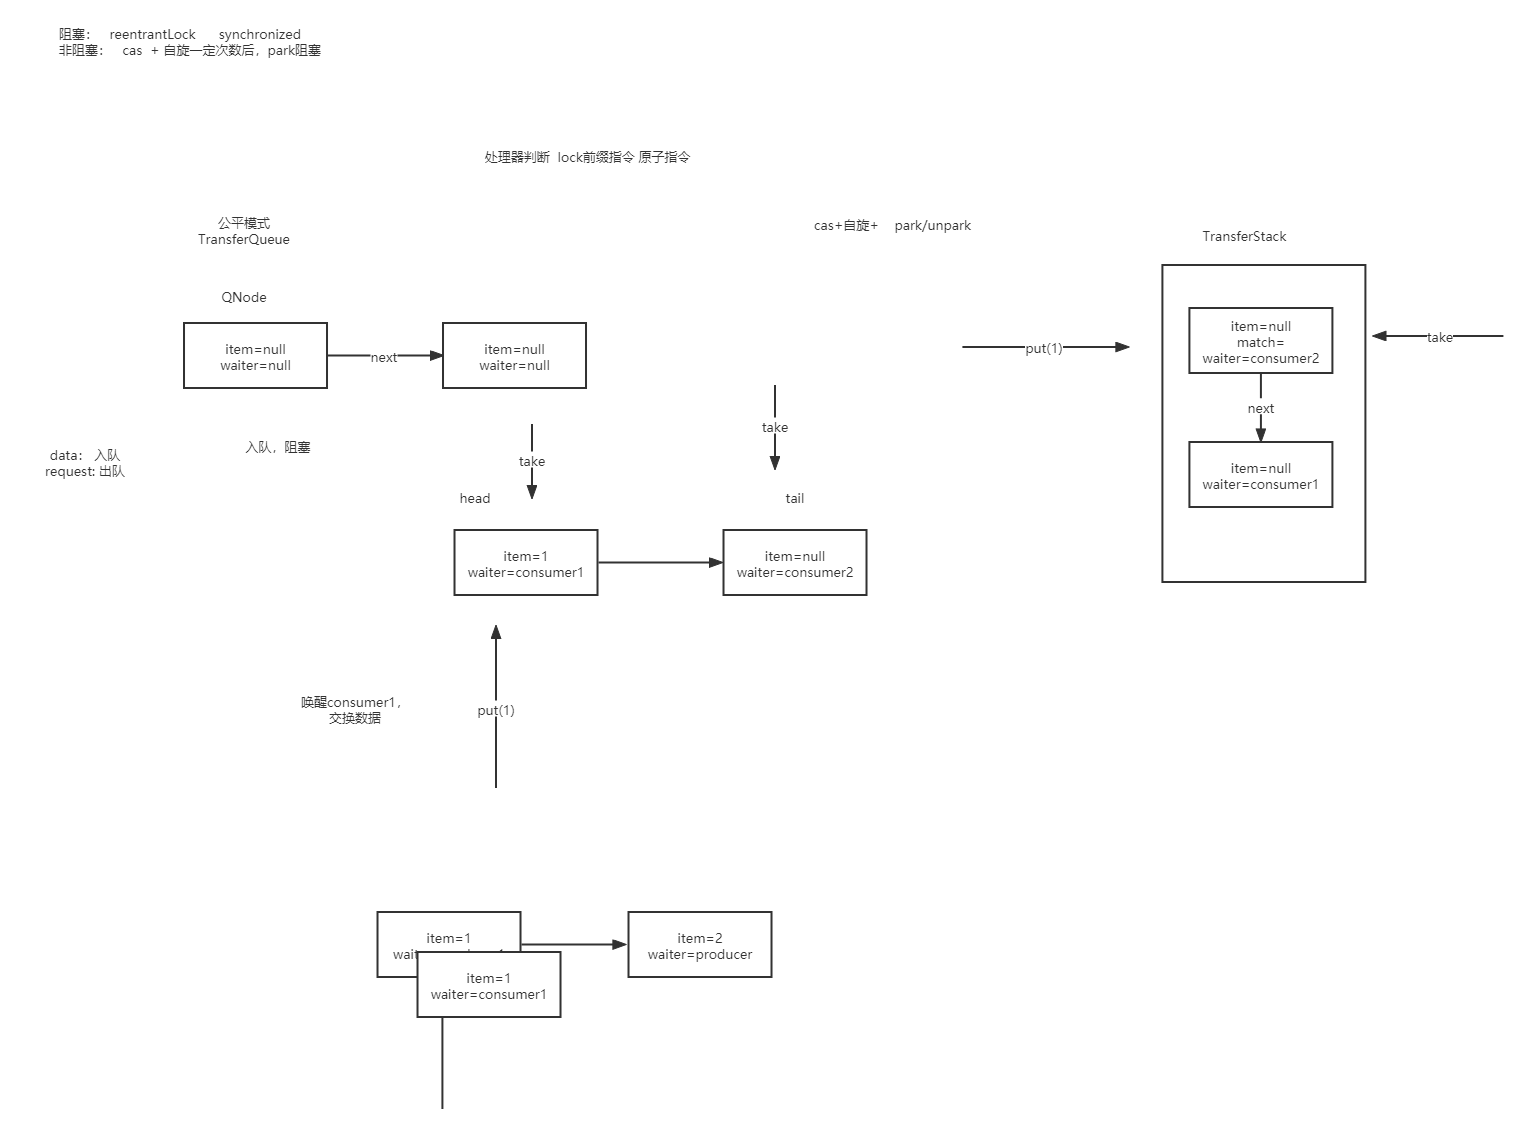 阻塞： reentrantLock synchronized
非阻塞： cas + 自旋一定次数后，park阻塞
处理器判断 lock前缀指令 原子指令
公平模式
TransferQueue
cas+自旋+ park/unpark
TransferStack
QNode
item=null
waiter=null
next
item=null
waiter=null
put(1)
item=null
match=
waiter=consumer2
take
next
item=null
waiter=consumer1
data： 入队
request: 出队
入队，阻塞
take
take
head
tail
item=1
waiter=consumer1
item=null
waiter=consumer2
唤醒consumer1，
交换数据
put(1)
item=1
item=1
waiter=consumer1
item=2
waiter=producer